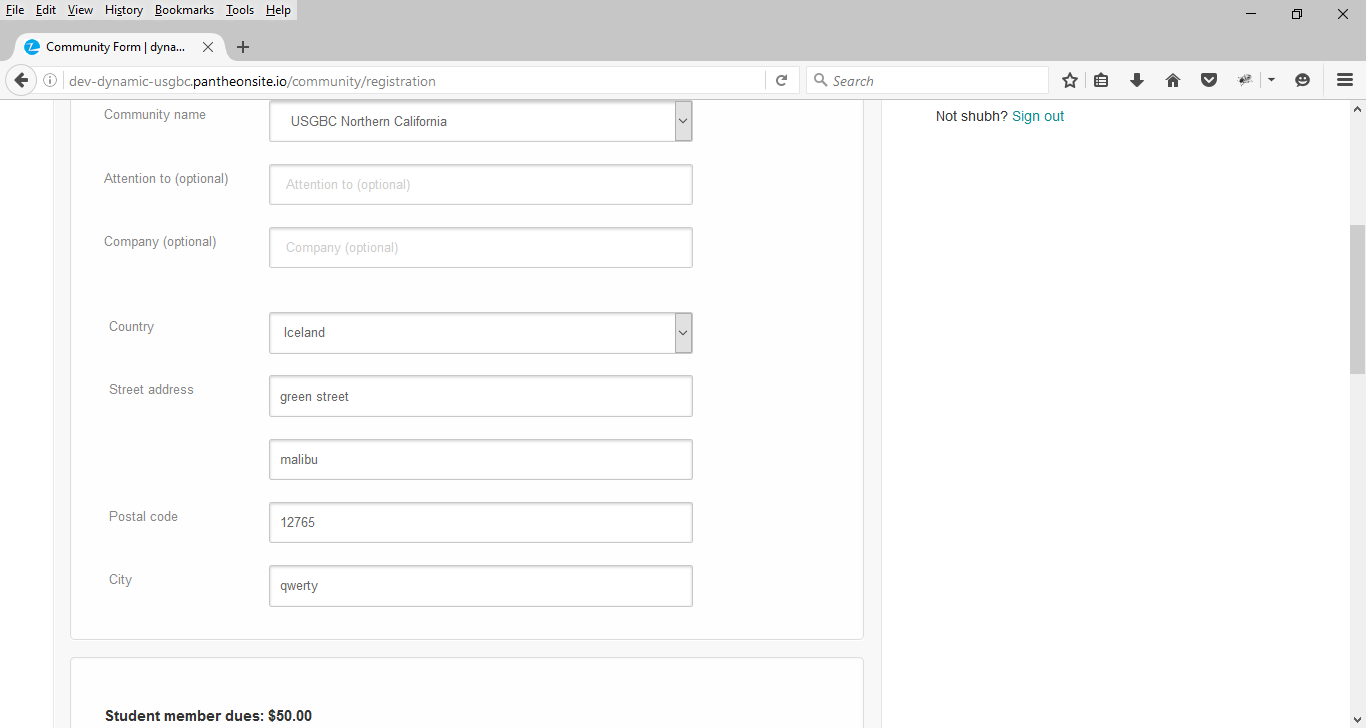 File Edit View History Bookmarks Tools Help
Community Form | dyna...
dev-dynamic-usgbc.pantheonsite.io/community/registration
Search
Community name
USGBC Northern California
Not shubh? Sign out
Attention to (optional)
Attention to (optional)
Company (optional)
Company (optional)
Country
Iceland
Street address
green street
malibu
Postal code
12765
City
qwerty
Student member dues: $50.00